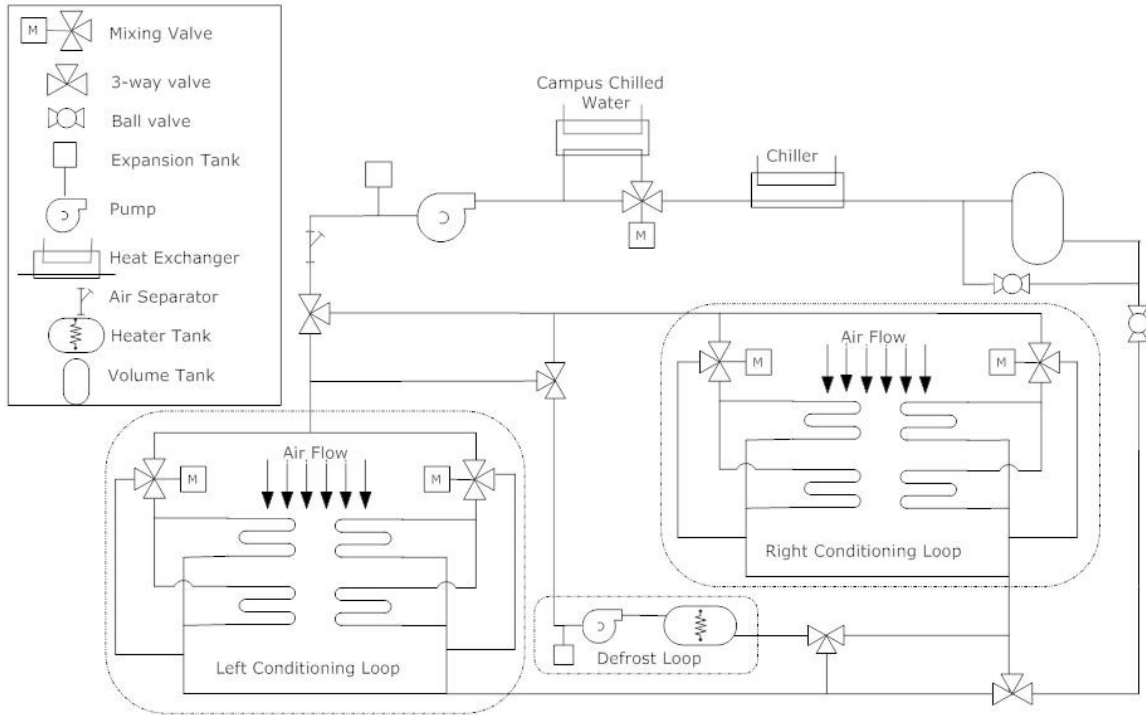 M
Mixing Valve
3-way valve
Ball valve
Expansion Tank
Pump
Heat Exchanger
Air Separator
Heater Tank
Volume Tank
Campus Chilled
Water
Chiller
M
Air Flow
M
M
Right Conditioning Loop
Air Flow
M
M
Left Conditioning Loop
Defrost Loop